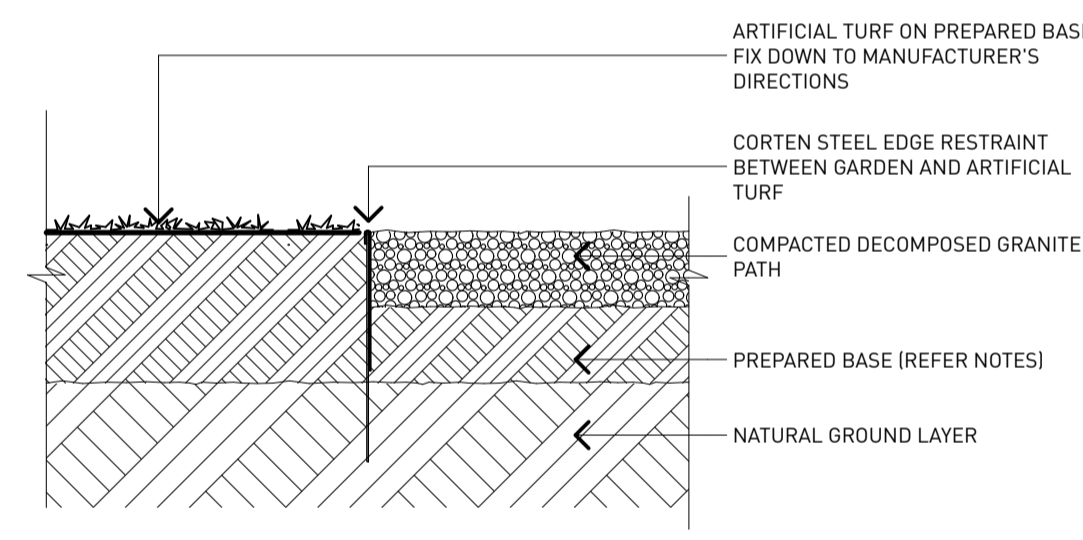 ARTIFICIAL TURF ON PREPARED BASE
FIX DOWN TO MANUFACTURER'S
DIRECTIONS
CORTEN STEEL EDGE RESTRAINT
BETWEEN GARDEN AND ARTIFICIAL
TURF
COMPACTED DECOMPOSED GRANITE
PATH
PREPARED BASE (REFER NOTES)
NATURAL GROUND LAYER